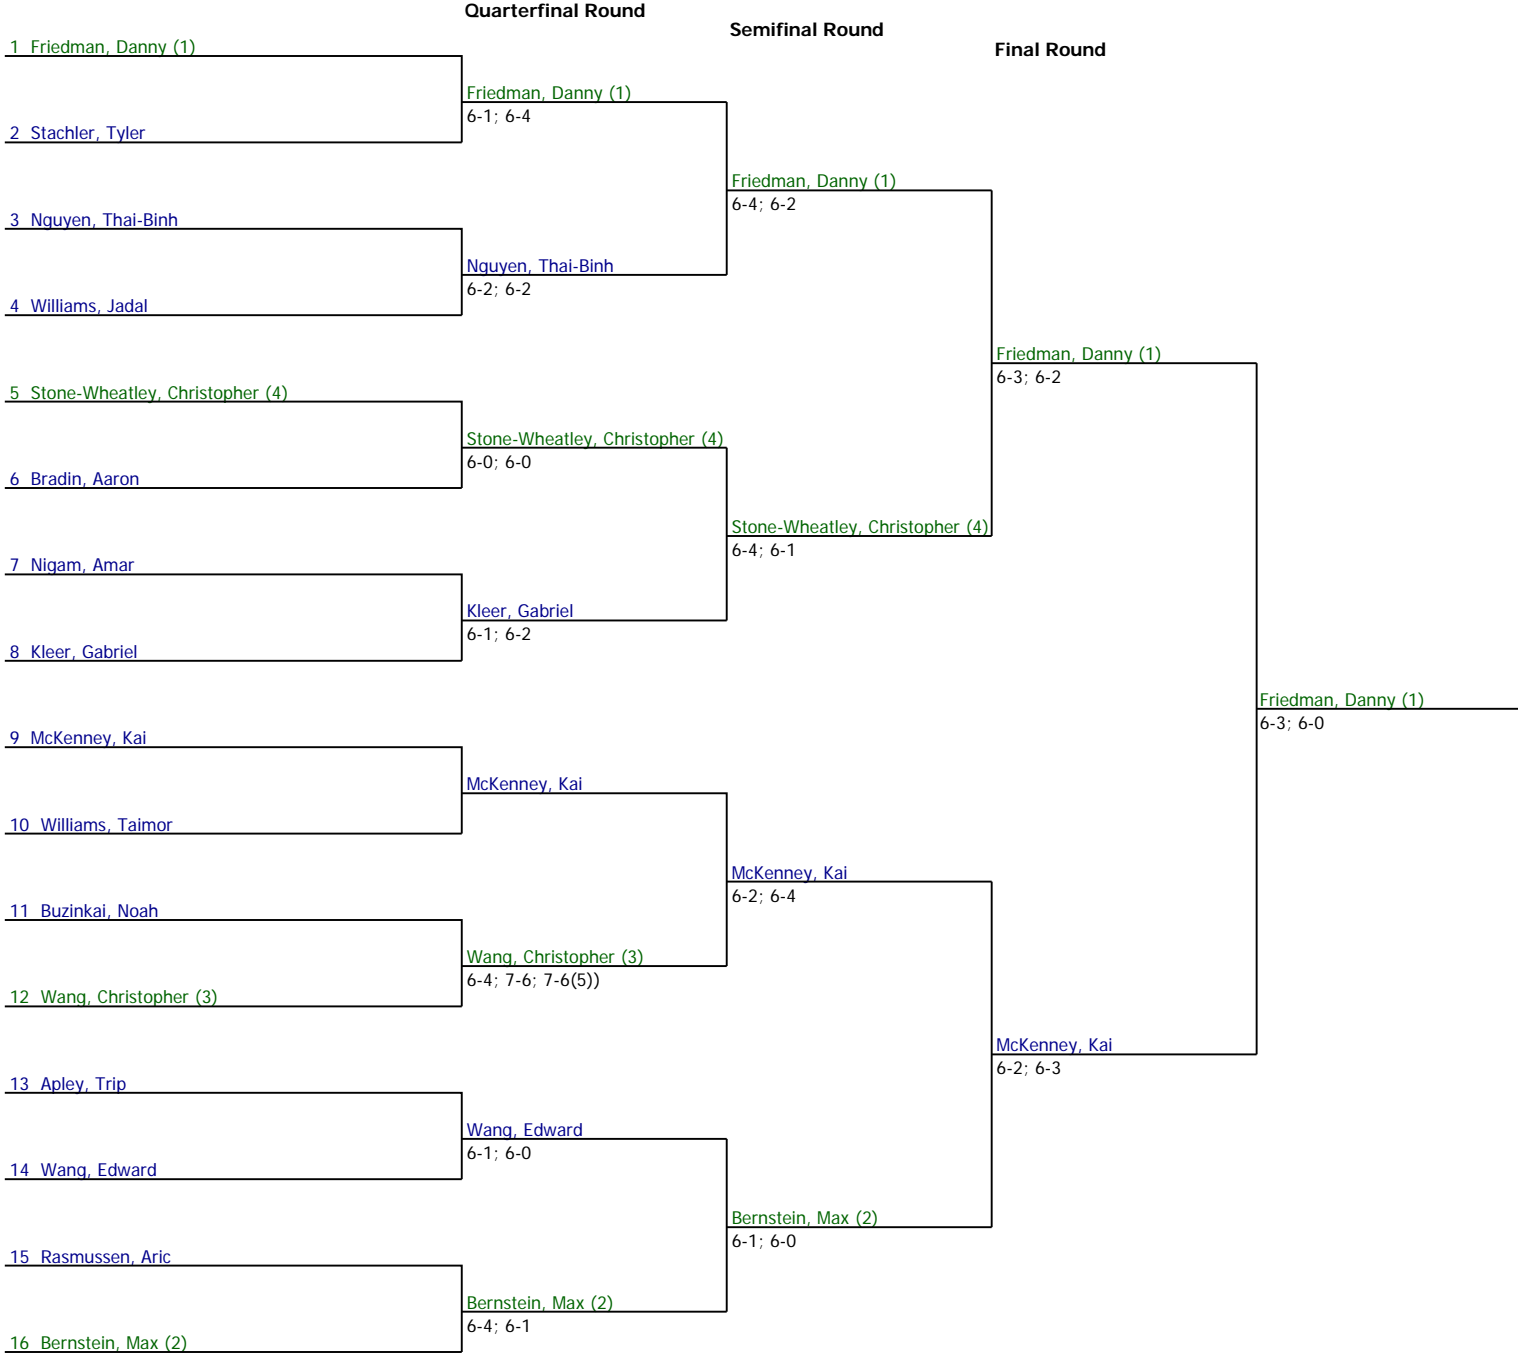 Quarterfinal Round
Semifinal Round
Final Round
1 Friedman, Danny (1)
Friedman, Danny (1)
6-1; 6-4
2 Stachler, Tyler
Friedman, Danny (1)
6-4; 6-2
3 Nguyen, Thai-Binh
Nguyen, Thai-Binh
6-2; 6-2
4 Williams, Jadal
Friedman, Danny (1)
6-3; 6-2
5 Stone-Wheatley, Christopher (4)
Stone-Wheatley, Christopher (4)
6-0; 6-0
6 Bradin, Aaron
Stone-Wheatley, Christopher (4)
6-4; 6-1
7 Nigam, Amar
Kleer, Gabriel
6-1; 6-2
8 Kleer, Gabriel
Friedman, Danny (1)
6-3; 6-0
9 McKenney, Kai
McKenney, Kai
10 Williams, Taimor
McKenney, Kai
6-2; 6-4
11 Buzinkai, Noah
Wang, Christopher (3)
6-4; 7-6; 7-6(5))
12 Wang, Christopher (3)
McKenney, Kai
6-2; 6-3
13 Apley, Trip
Wang, Edward
6-1; 6-0
14 Wang, Edward
Bernstein, Max (2)
6-1; 6-0
15 Rasmussen, Aric
Bernstein, Max (2)
6-4; 6-1
16 Bernstein, Max (2)